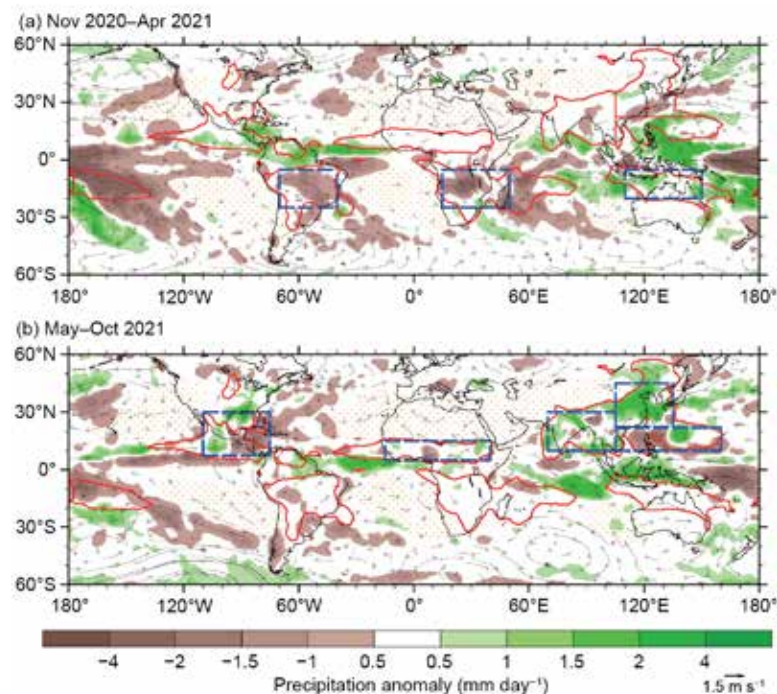 (a) Nov 2020–Apr 2021
60°N
30°N
0°
30°S
60°S
180° 120°W 60°W 0° 60°E 120°E 180°
(b) May–Oct 2021
60°N
30°N
0°
30°S
60°S
180° 120°W 60°W 0° 60°E 120°E 180°
−4 −2 −1.5 −1 0.5 0.5 1 1.5 2 4
Precipitation anomaly (mm day⁻¹) 1.5 m s⁻¹